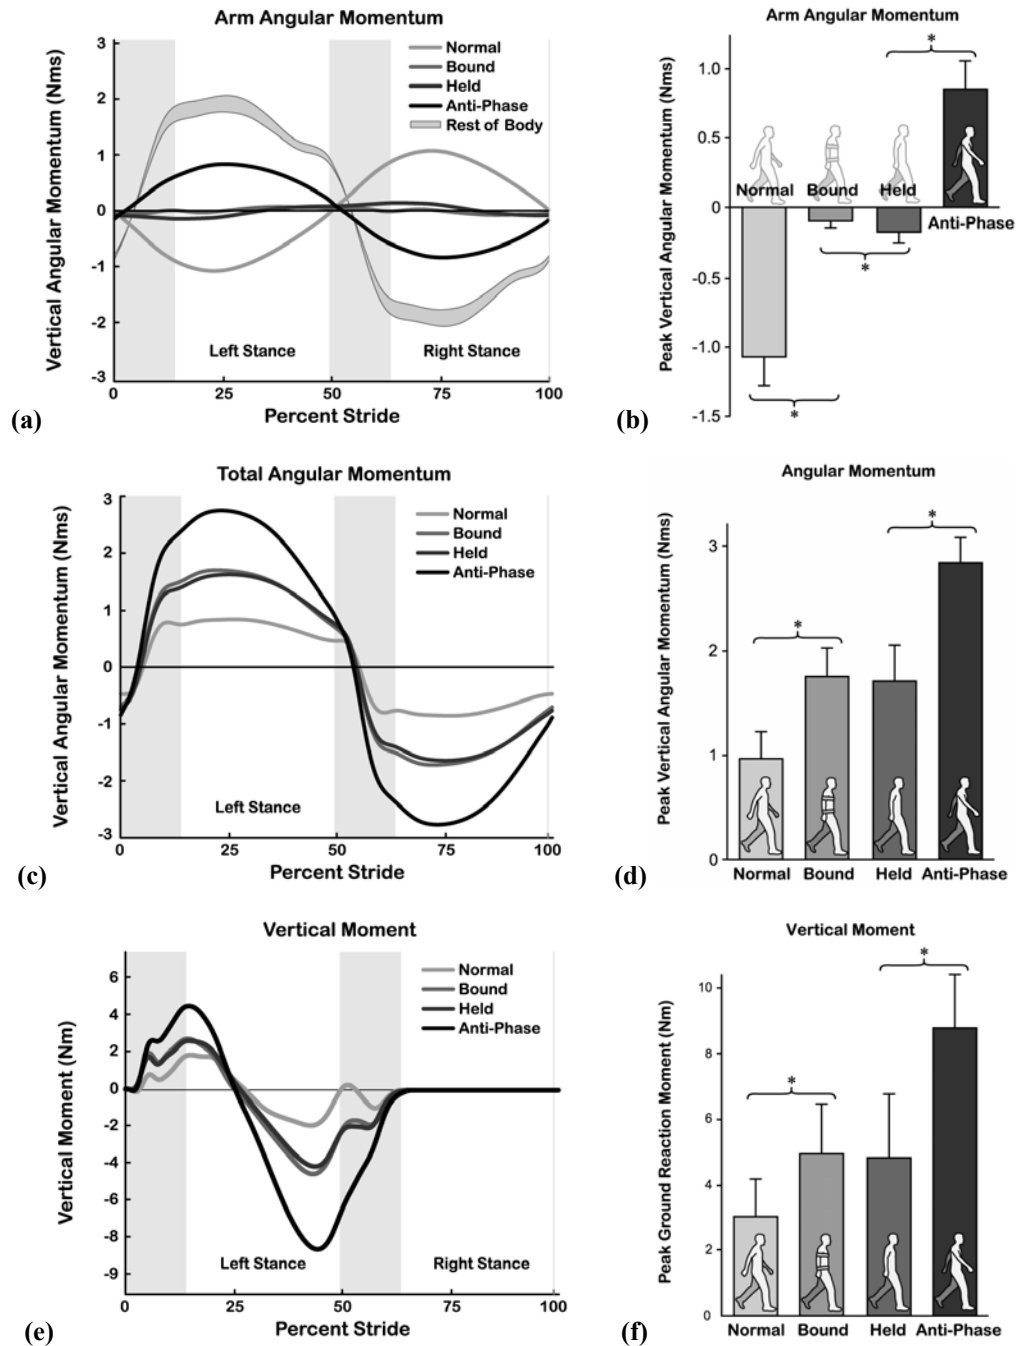 Arm Angular Momentum
Vertical Angular Momentum (Nms)
3
2
1
0
-1
-2
-3
Normal
Bound
Held
Anti-Phase
Rest of Body
Left Stance
Right Stance
0 25 50 75 100
Percent Stride
(a)
Arm Angular Momentum
Peak Vertical Angular Momentum (Nms)
1.0
0.5
0
-0.5
-1.0
-1.5
*
Normal Bound Held
Anti-Phase
*
*
(b)
Total Angular Momentum
Vertical Angular Momentum (Nms)
3
2
1
0
-1
-2
-3
Normal
Bound
Held
Anti-Phase
Left Stance
0 25 50 75 100
Percent Stride
(c)
Angular Momentum
Peak Vertical Angular Momentum (Nms)
3
2
1
0
*
*
Normal Bound Held Anti-Phase
(d)
Vertical Moment
Vertical Moment (Nm)
6
4
2
0
-2
-4
-6
-8
-9
Normal
Bound
Held
Anti-Phase
Left Stance
Right Stance
0 25 50 75 100
Percent Stride
(e)
Vertical Moment
Peak Ground Reaction Moment (Nm)
10
8
6
4
2
0
*
*
Normal Bound Held Anti-Phase
(f)